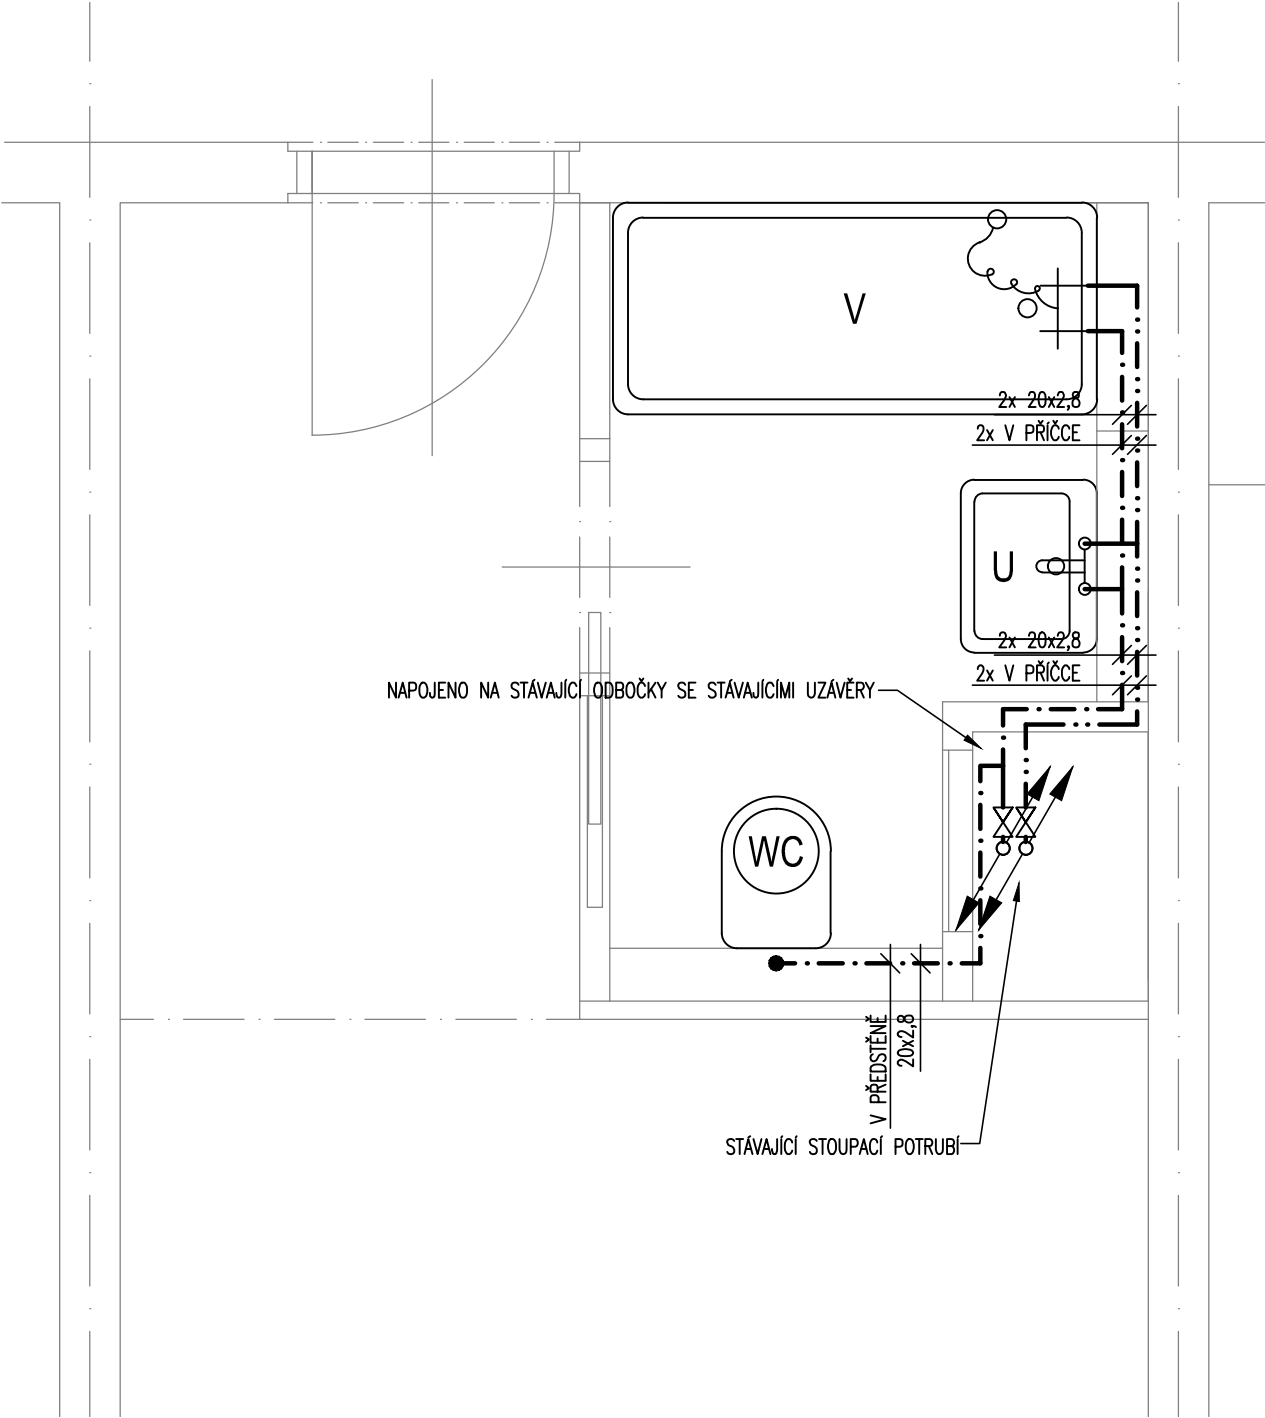 V
2x 20x2,8
2x V PŘÍČCE
U
2x 20x2,8
2x V PŘÍČCE
NAPOJENO NA STÁVAJÍCÍ ODBOČKY SE STÁVAJÍCÍMI UZÁVĚRY
WC
V PŘEDSTĚNĚ
20x2,8
STÁVAJÍCÍ STOUPACÍ POTRUBÍ